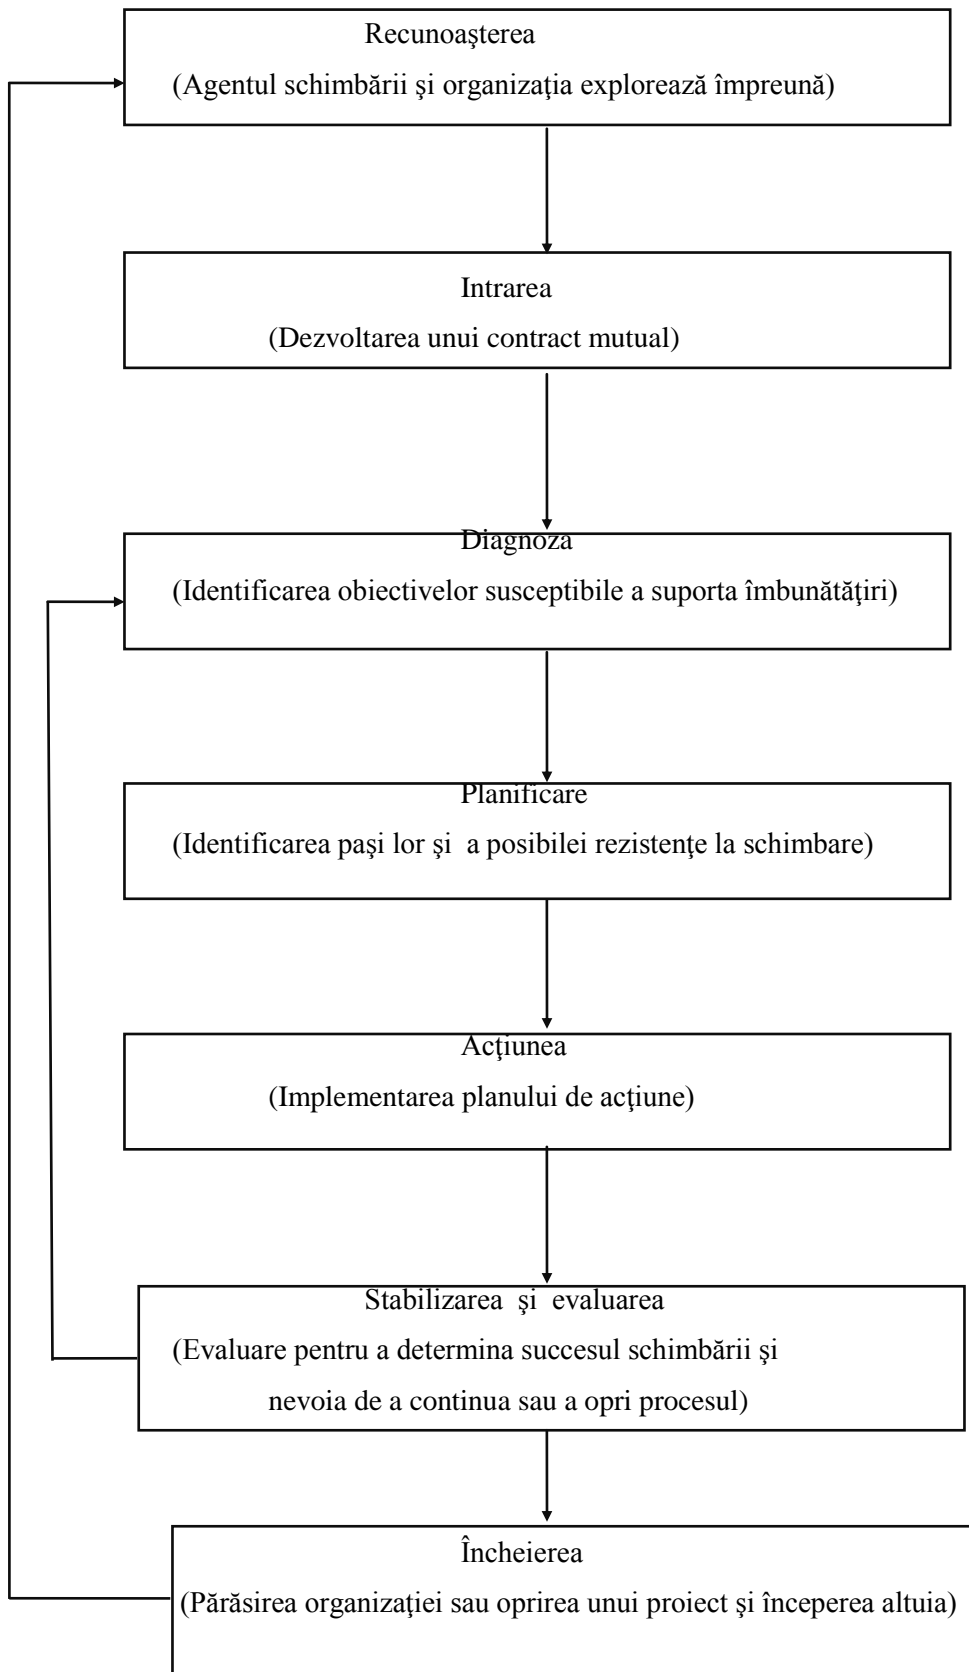 Recunoaşterea
(Agentul schimbării şi organizaţia explorează împreună)
Intrarea
(Dezvoltarea unui contract mutual)
Diagnoza
(Identificarea obiectivelor susceptibile a suporta îmbunătăţiri)
Planificare
(Identificarea paşi lor şi  a posibilei rezistenţe la schimbare)
Acţiunea
(Implementarea planului de acţiune)
Stabilizarea  şi  evaluarea
(Evaluare pentru a determina succesul schimbării şi
nevoia de a continua sau a opri procesul)
Încheierea
(Părăsirea organizaţiei sau oprirea unui proiect şi începerea altuia)